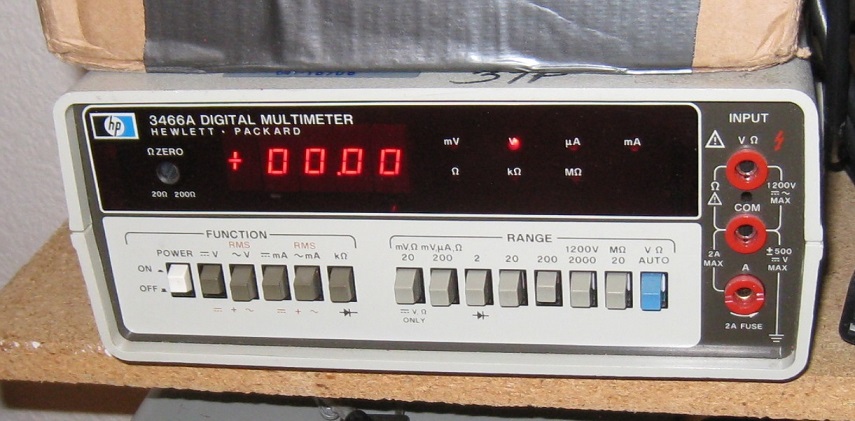 hp
3466A DIGITAL MULTIMETER
HEWLETT · PACKARD
Ω ZERO
20Ω 200Ω
+ 00.00
mV V μA mA
Ω kΩ MΩ
INPUT
V Ω
Ω
1200V
⎓ ~
MAX
COM
2A
MAX
±500
⎓ V
MAX
A
2A FUSE
FUNCTION
RMS RMS
POWER ⎓ V ~ V ⎓ mA ~ mA kΩ
ON
OFF
⎓ + ~ ⎓ + ~
RANGE
mV,Ω mV,μA,Ω 1200V MΩ V Ω
20 200 2 20 200 2000 20 AUTO
⎓ V, Ω
ONLY